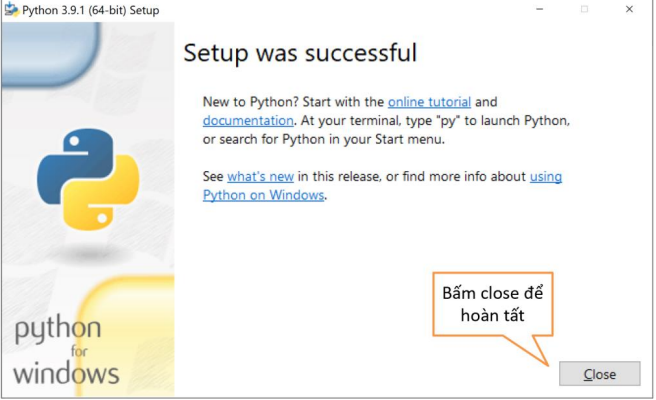 Python 3.9.1 (64-bit) Setup
Setup was successful
New to Python? Start with the online tutorial and
documentation. At your terminal, type "py" to launch Python,
or search for Python in your Start menu.
See what's new in this release, or find more info about using
Python on Windows.
Bấm close để
hoàn tất
python
for
windows
Close